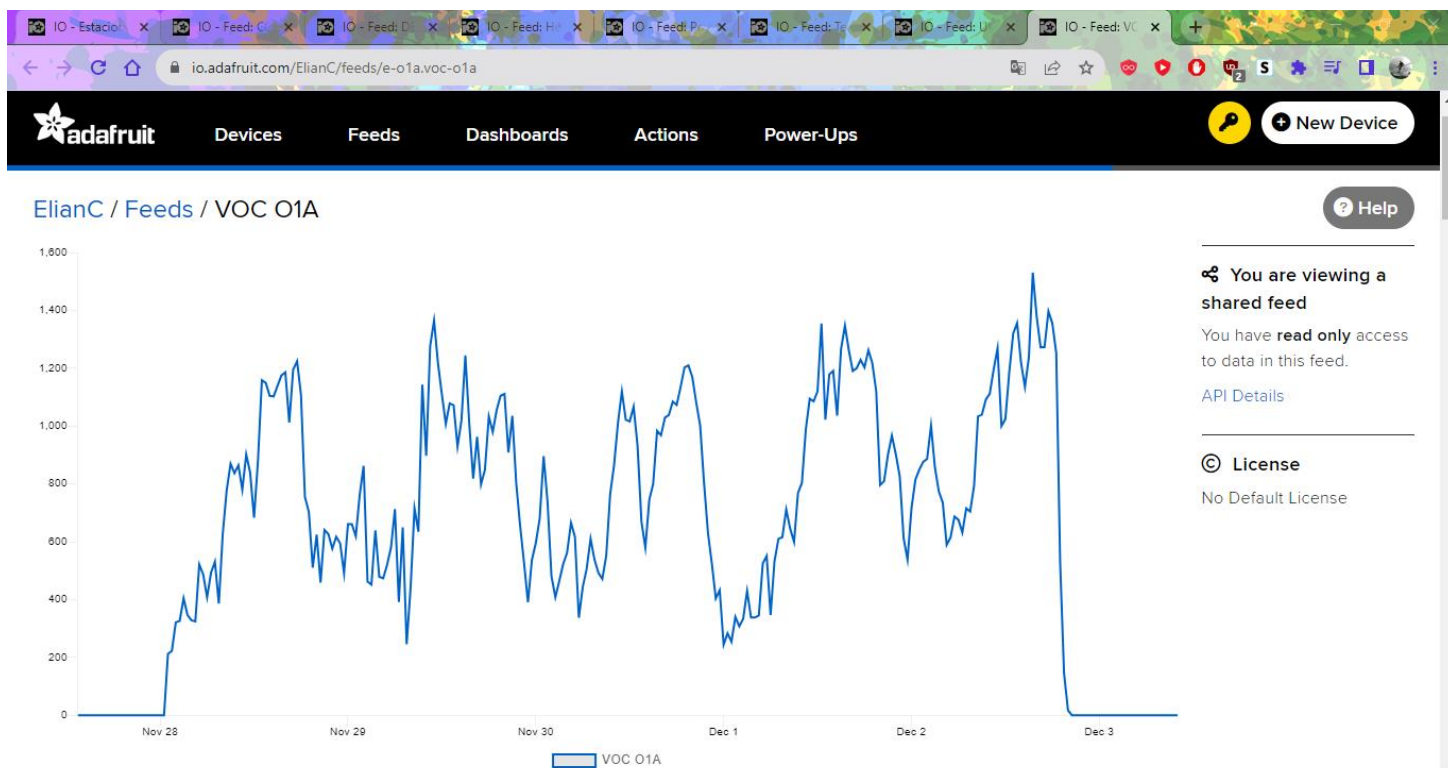 IO - Estacion
IO - Feed: C
IO - Feed: D
IO - Feed: H
IO - Feed: P
IO - Feed: Te
IO - Feed: U
IO - Feed: VO
io.adafruit.com/ElianC/feeds/e-o1a.voc-o1a
2
S
adafruit
Devices
Feeds
Dashboards
Actions
Power-Ups
New Device
ElianC / Feeds / VOC O1A
? Help
1,600
1,400
1,200
1,000
800
600
400
200
0
Nov 28
Nov 29
Nov 30
Dec 1
Dec 2
Dec 3
VOC O1A
You are viewing a
shared feed
You have read only access
to data in this feed.
API Details
© License
No Default License